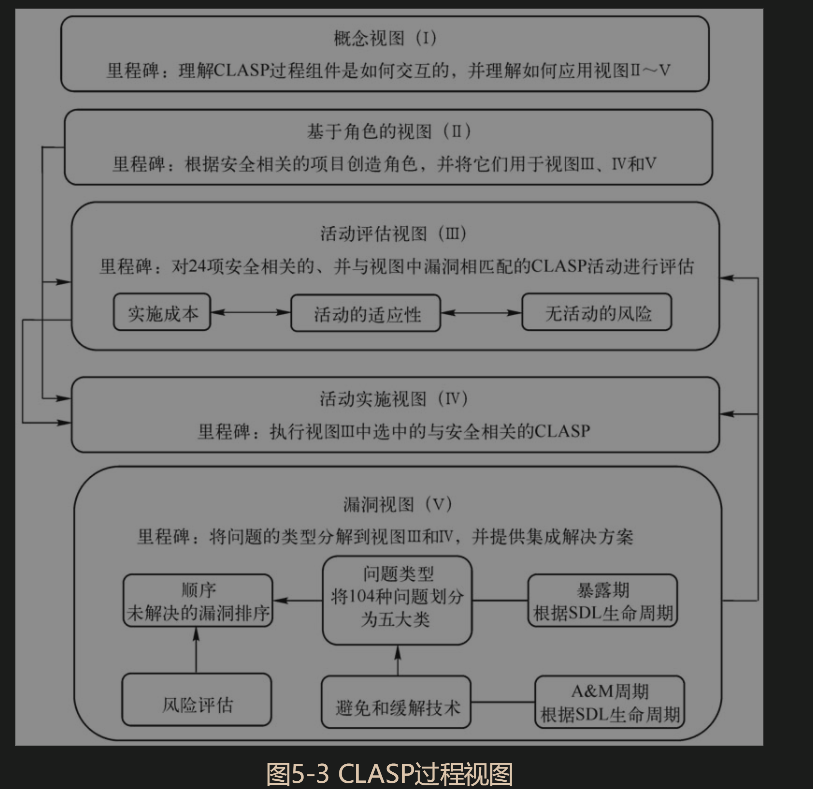 概念视图（Ⅰ）
里程碑：理解CLASP过程组件是如何交互的，并理解如何应用视图Ⅱ～Ⅴ
基于角色的视图（Ⅱ）
里程碑：根据安全相关的项目创造角色，并将它们用于视图Ⅲ、Ⅳ和Ⅴ
活动评估视图（Ⅲ）
里程碑：对24项安全相关的、并与视图中漏洞相匹配的CLASP活动进行评估
实施成本
活动的适应性
无活动的风险
活动实施视图（Ⅳ）
里程碑：执行视图Ⅲ中选中的与安全相关的CLASP
漏洞视图（Ⅴ）
里程碑：将问题的类型分解到视图Ⅲ和Ⅳ，并提供集成解决方案
顺序
未解决的漏洞排序
问题类型
将104种问题划分
为五大类
暴露期
根据SDL生命周期
风险评估
避免和缓解技术
A&M周期
根据SDL生命周期
图5-3 CLASP过程视图